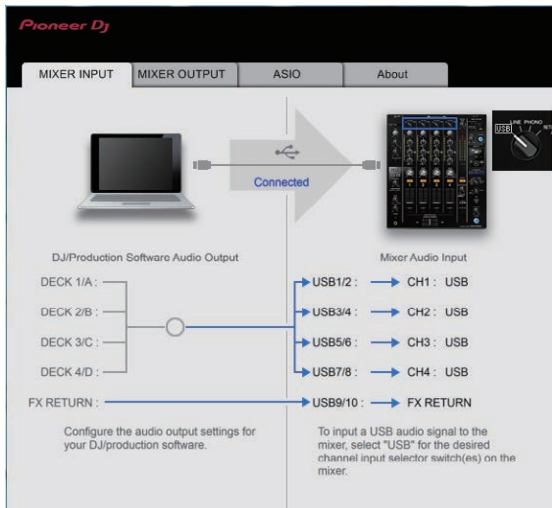 Pioneer Dj
MIXER INPUT MIXER OUTPUT ASIO About
USB LINE PHONO
Connected
DJ/Production Software Audio Output Mixer Audio Input
DECK 1/A : USB1/2 : CH1 : USB
DECK 2/B : USB3/4 : CH2 : USB
DECK 3/C : USB5/6 : CH3 : USB
DECK 4/D : USB7/8 : CH4 : USB
FX RETURN : USB9/10 : FX RETURN
Configure the audio output settings for
your DJ/production software.
To input a USB audio signal to the
mixer, select "USB" for the desired
channel input selector switch(es) on the
mixer.